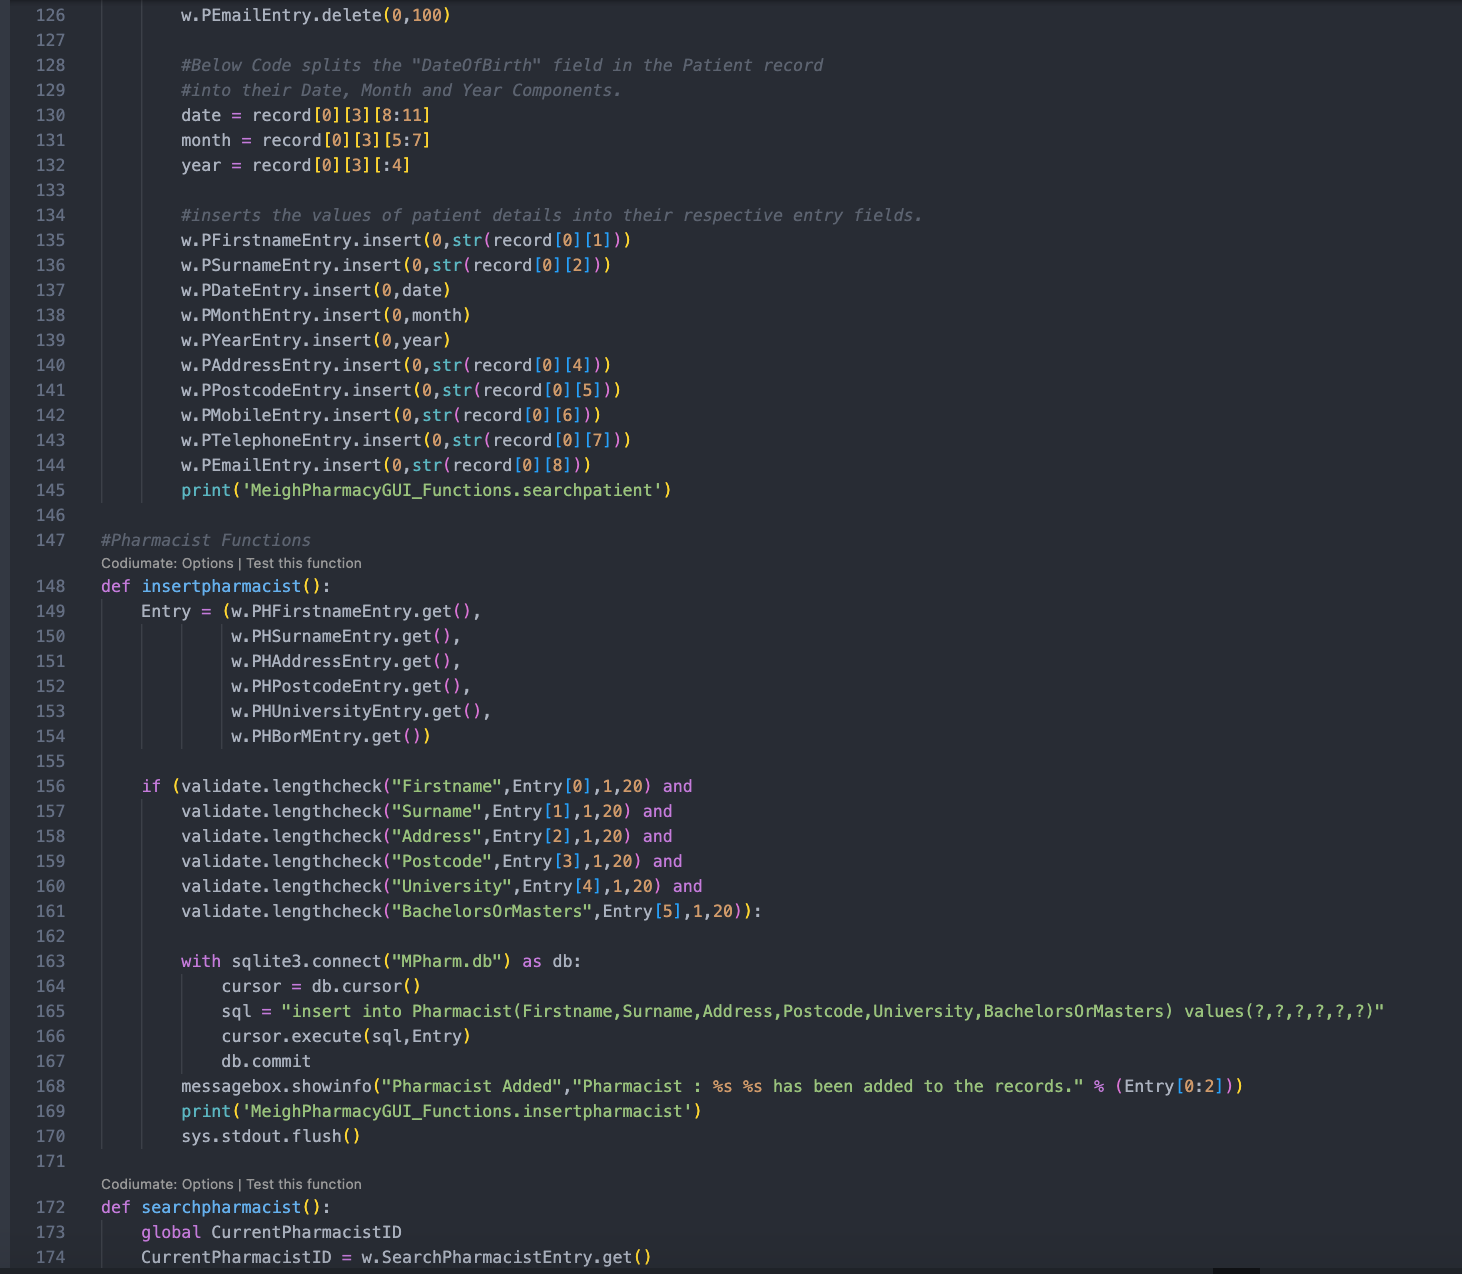 126 w.PEmailEntry.delete(0,100)
127
128 #Below Code splits the "DateOfBirth" field in the Patient record
129 #into their Date, Month and Year Components.
130 date = record[0][3][8:11]
131 month = record[0][3][5:7]
132 year = record[0][3][:4]
133
134 #inserts the values of patient details into their respective entry fields.
135 w.PFirstnameEntry.insert(0,str(record[0][1]))
136 w.PSurnameEntry.insert(0,str(record[0][2]))
137 w.PDateEntry.insert(0,date)
138 w.PMonthEntry.insert(0,month)
139 w.PYearEntry.insert(0,year)
140 w.PAddressEntry.insert(0,str(record[0][4]))
141 w.PPostcodeEntry.insert(0,str(record[0][5]))
142 w.PMobileEntry.insert(0,str(record[0][6]))
143 w.PTelephoneEntry.insert(0,str(record[0][7]))
144 w.PEmailEntry.insert(0,str(record[0][8]))
145 print('MeighPharmacyGUI_Functions.searchpatient')
146
147 #Pharmacist Functions
Codiumate: Options | Test this function
148 def insertpharmacist():
149 Entry = (w.PHFirstnameEntry.get(),
150 w.PHSurnameEntry.get(),
151 w.PHAddressEntry.get(),
152 w.PHPostcodeEntry.get(),
153 w.PHUniversityEntry.get(),
154 w.PHBorMEntry.get())
155
156 if (validate.lengthcheck("Firstname",Entry[0],1,20) and
157 validate.lengthcheck("Surname",Entry[1],1,20) and
158 validate.lengthcheck("Address",Entry[2],1,20) and
159 validate.lengthcheck("Postcode",Entry[3],1,20) and
160 validate.lengthcheck("University",Entry[4],1,20) and
161 validate.lengthcheck("BachelorsOrMasters",Entry[5],1,20)):
162
163 with sqlite3.connect("MPharm.db") as db:
164 cursor = db.cursor()
165 sql = "insert into Pharmacist(Firstname,Surname,Address,Postcode,University,BachelorsOrMasters) values(?,?,?,?,?,?)"
166 cursor.execute(sql,Entry)
167 db.commit
168 messagebox.showinfo("Pharmacist Added","Pharmacist : %s %s has been added to the records." % (Entry[0:2]))
169 print('MeighPharmacyGUI_Functions.insertpharmacist')
170 sys.stdout.flush()
171
Codiumate: Options | Test this function
172 def searchpharmacist():
173 global CurrentPharmacistID
174 CurrentPharmacistID = w.SearchPharmacistEntry.get()